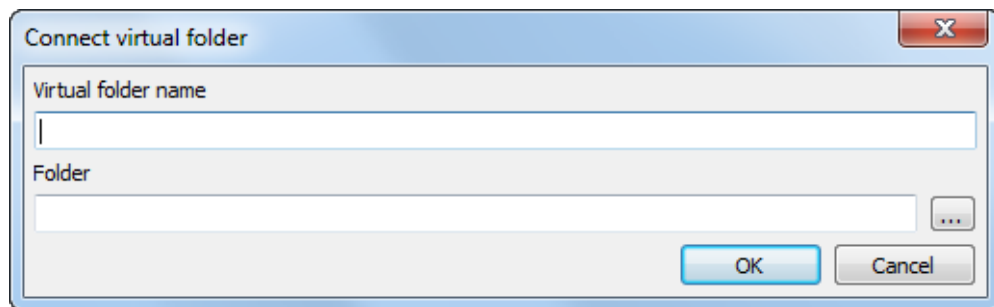 Connect virtual folder
Virtual folder name
Folder
...
OK Cancel